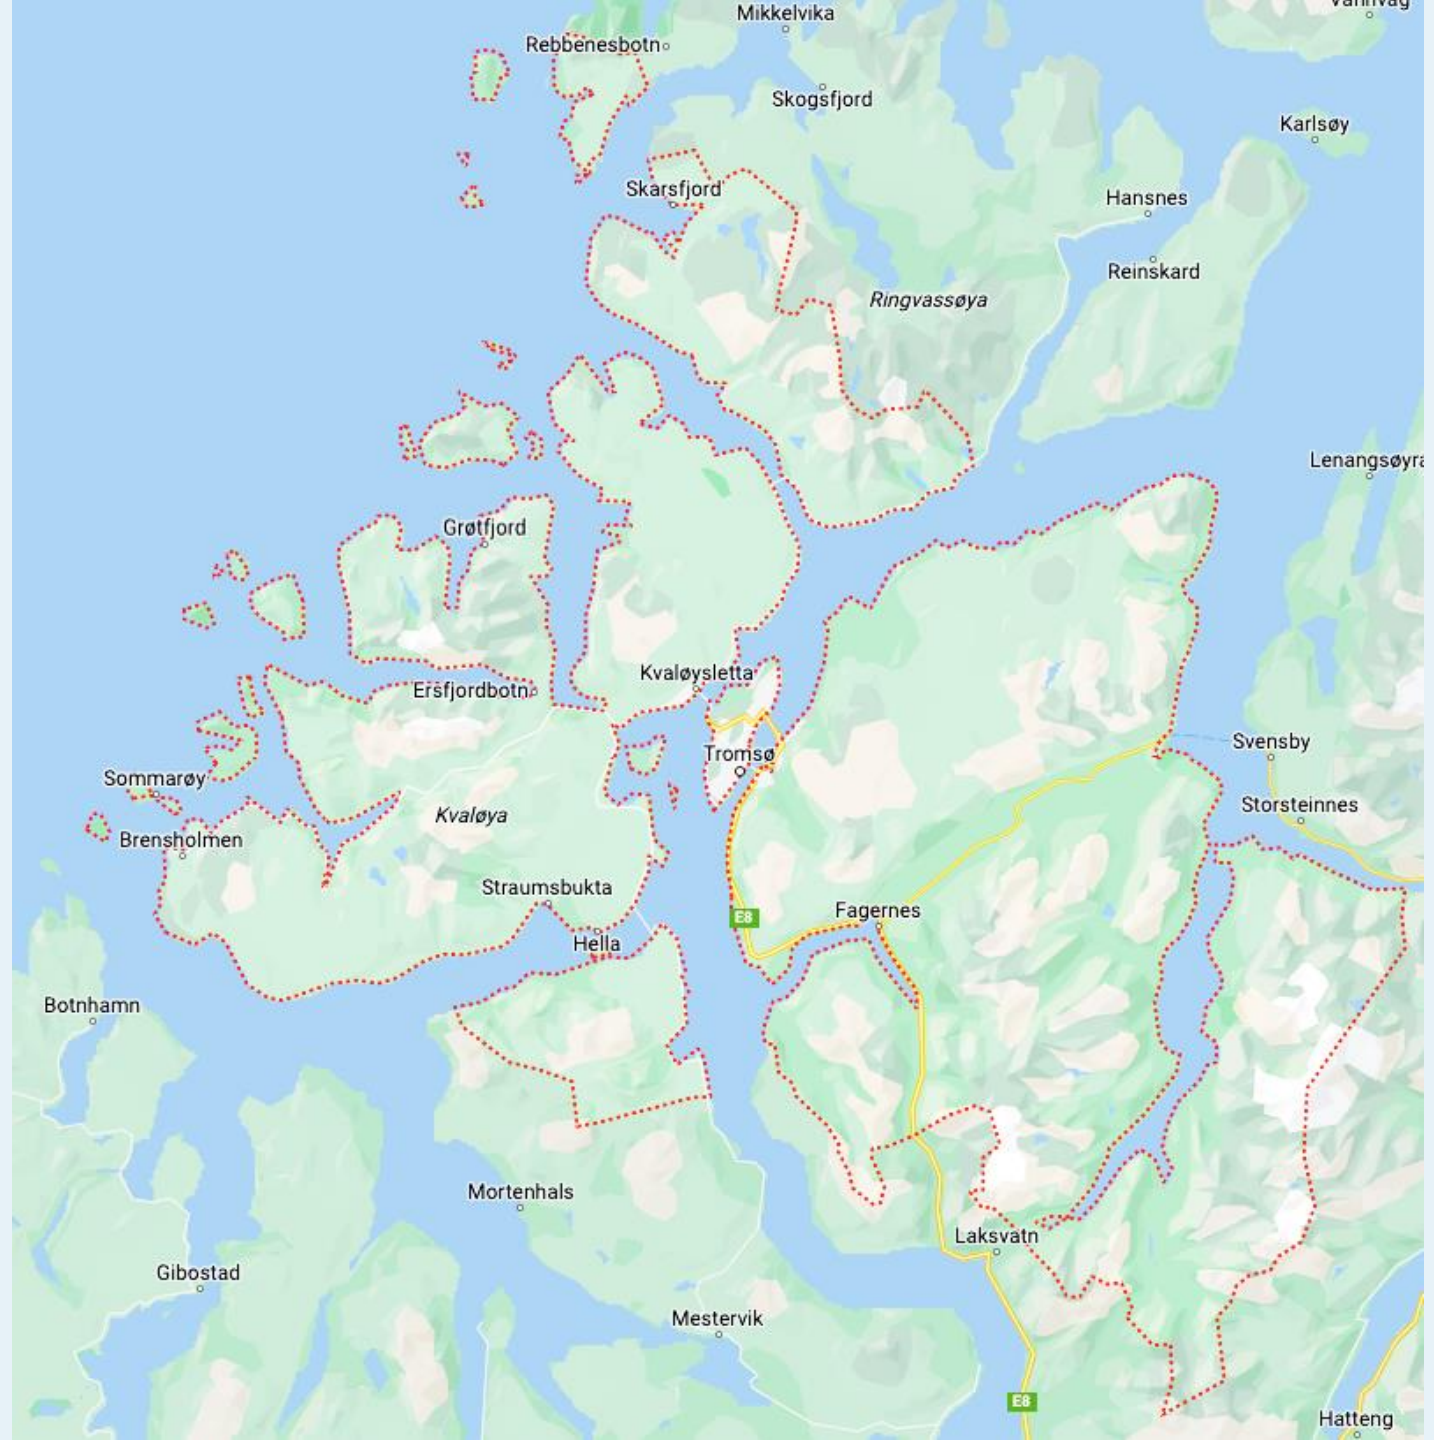 Mikkelvika
Vannvåg
Rebbenesbotn
Skogsfjord
Karlsøy
Skarsfjord
Hansnes
Reinskard
Ringvassøya
Lenangsøyra
Grøtfjord
Kvaløysletta
Ersfjordbotn
Svensby
Tromsø
Sommarøy
Storsteinnes
Kvaløya
Brensholmen
Straumsbukta
Fagernes
E8
Hella
Botnhamn
Mortenhals
Laksvatn
Gibostad
Mestervik
E8
Hatteng